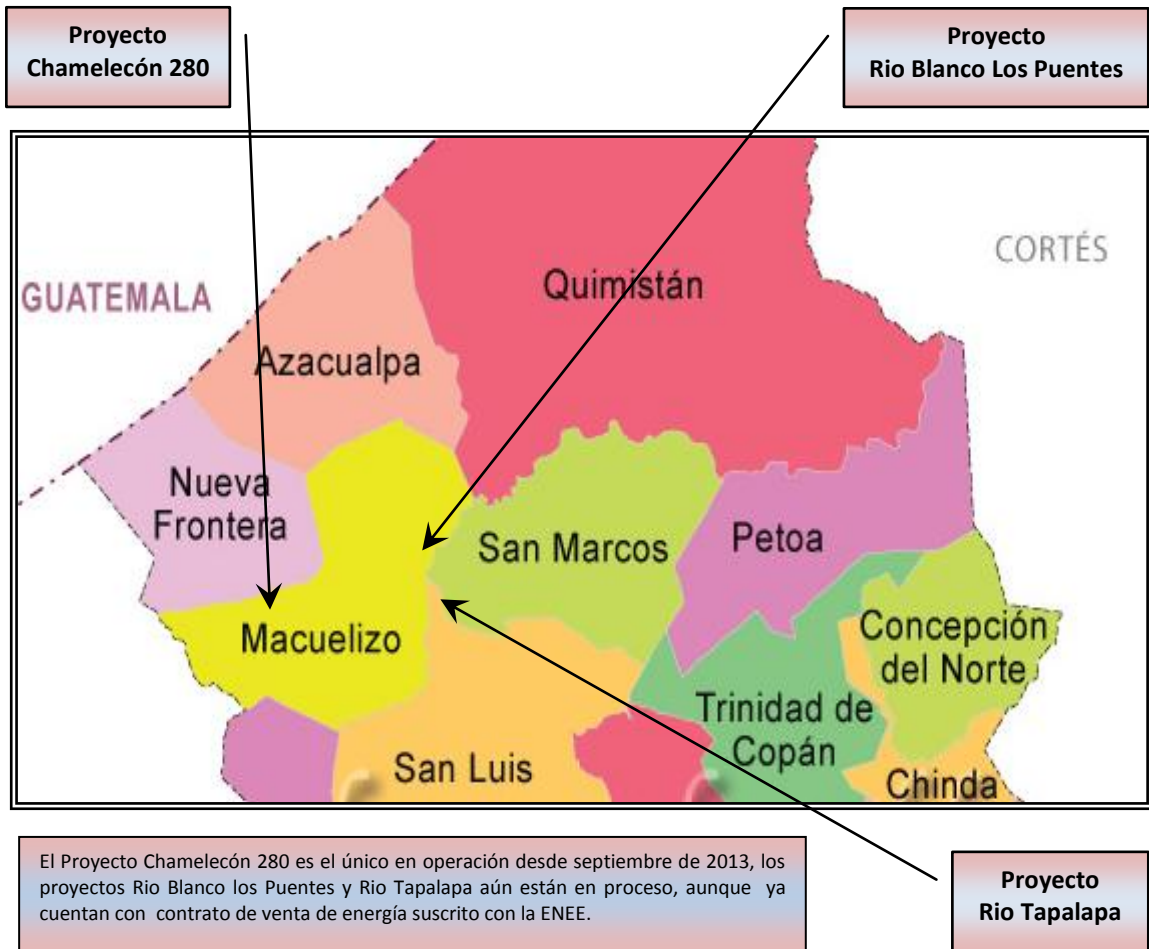 Proyecto
Chamelecón 280
Proyecto
Rio Blanco Los Puentes
CORTÉS
Quimistán
GUATEMALA
Azacualpa
Nueva
Frontera
San Marcos
Petoa
Macuelizo
Concepción
del Norte
Trinidad de
Copán
San Luis
Chinda
El Proyecto Chamelecón 280 es el único en operación desde septiembre de 2013, los
proyectos Rio Blanco los Puentes y Rio Tapalapa aún están en proceso, aunque ya
cuentan con contrato de venta de energía suscrito con la ENEE.
Proyecto
Rio Tapalapa